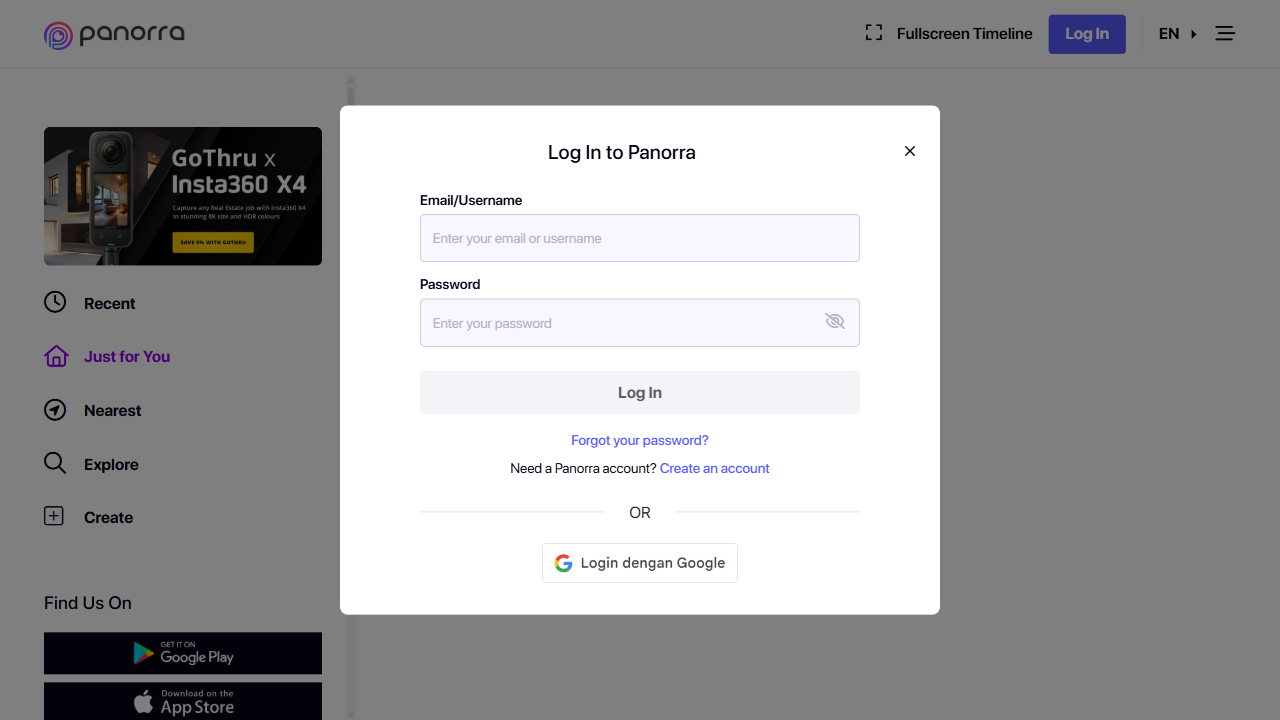 panorra
Fullscreen Timeline
Log In
EN
GoThru x
Insta360 X4
Capture any Real Estate job with Insta360 X4
in stunning 8K size and HDR colours
SAVE 5% WITH GOTHRU
Recent
Just for You
Nearest
Explore
Create
Find Us On
GET IT ON
Google Play
Download on the
App Store
Log In to Panorra
Email/Username
Enter your email or username
Password
Enter your password
Log In
Forgot your password?
Need a Panorra account? Create an account
OR
Login dengan Google